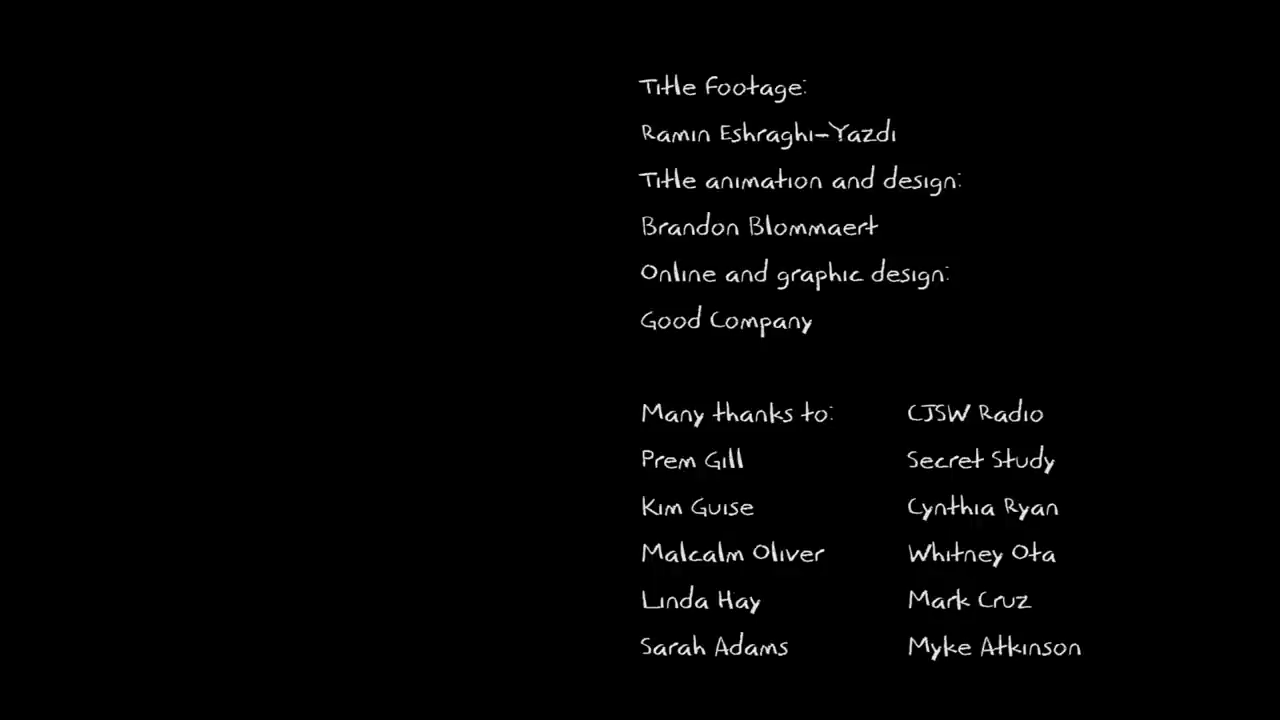 Title footage:
Ramin Eshraghi-Yazdi
Title animation and design:
Brandon Blommaert
Online and graphic design:
Good Company
Many thanks to:
Prem Gill
Kim Guise
Malcalm Oliver
Linda Hay
Sarah Adams
CJSW Radio
Secret Study
Cynthia Ryan
Whitney Ota
Mark Cruz
Myke Atkinson